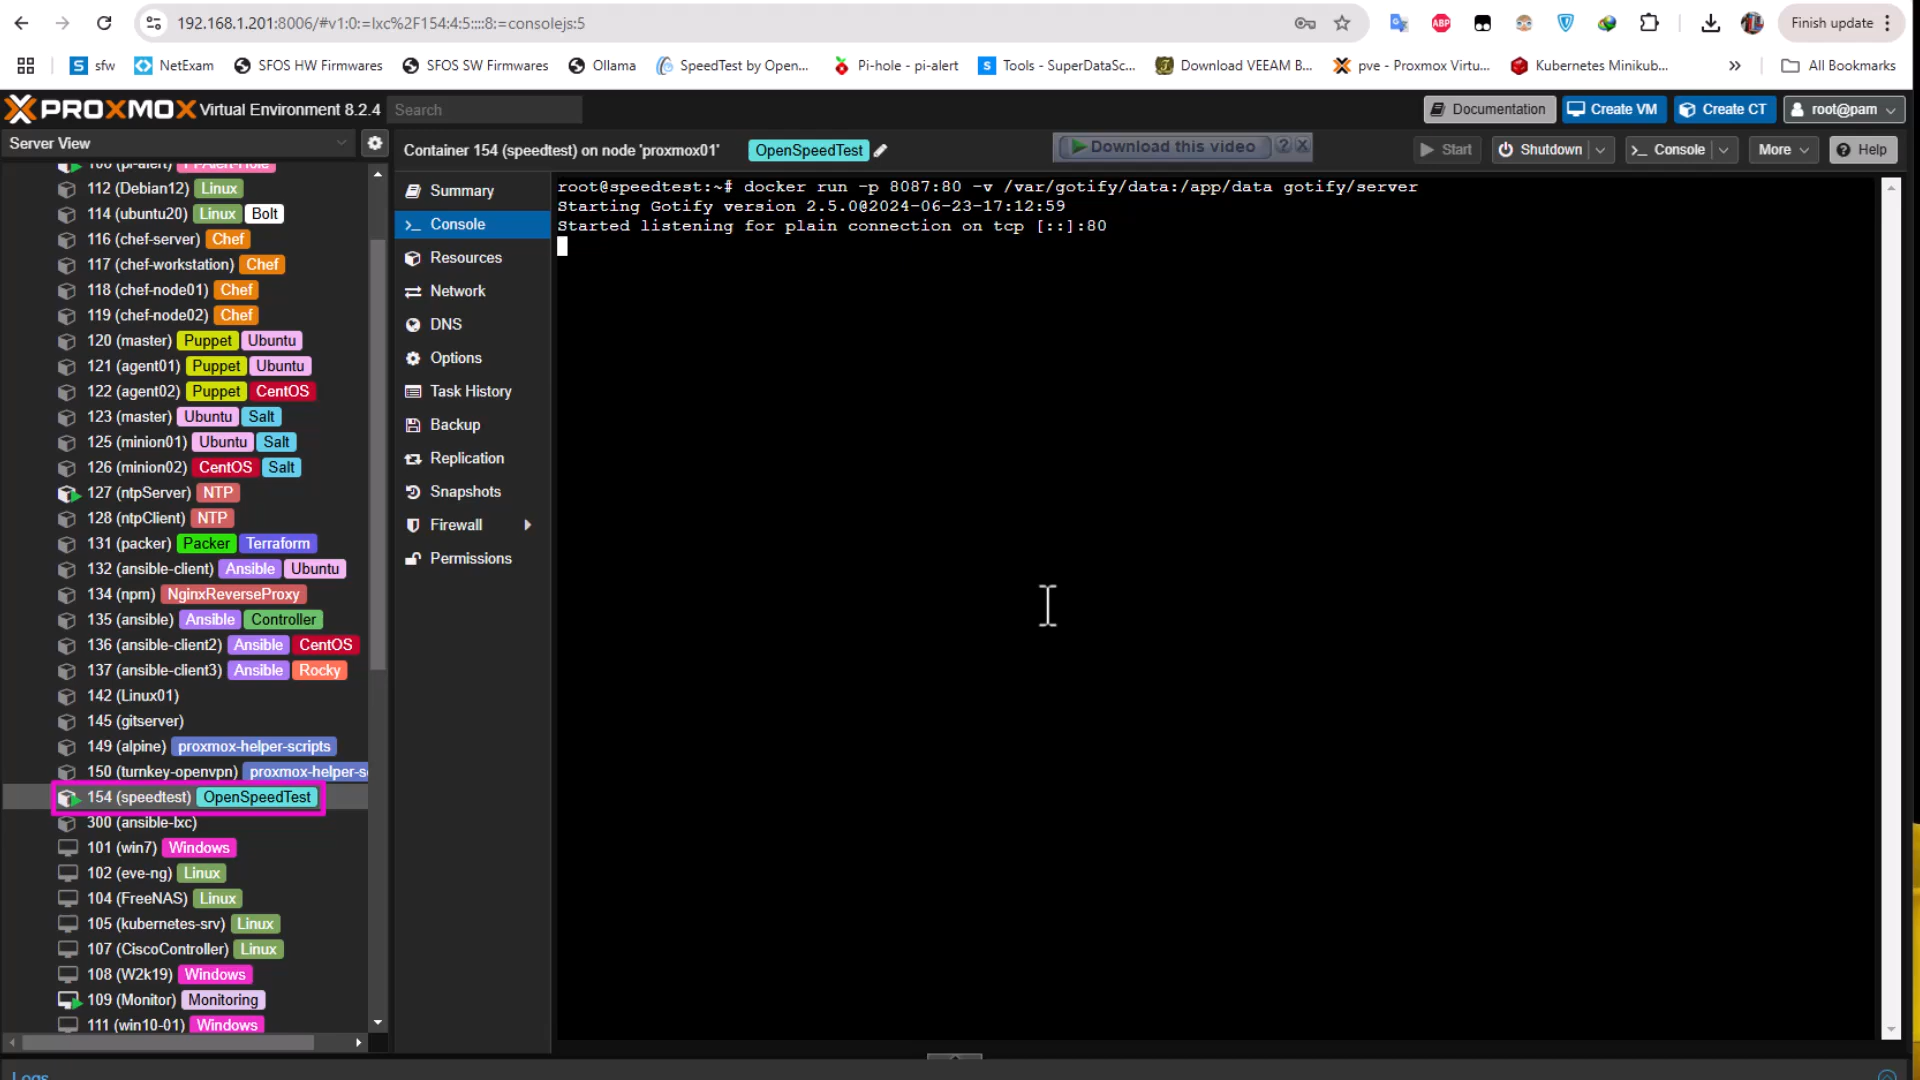 192.168.1.201:8006/#v1:0:=lxc%2F154:4:5::::8:=consolejs:5
Finish update
sfw
NetExam
SFOS HW Firmwares
SFOS SW Firmwares
Ollama
SpeedTest by Open...
Pi-hole - pi-alert
Tools - SuperDataSc...
Download VEEAM B...
pve - Proxmox Virtu...
Kubernetes Minikub...
»
All Bookmarks
PROXMOX Virtual Environment 8.2.4
Search
Documentation
Create VM
Create CT
root@pam
Server View
Container 154 (speedtest) on node 'proxmox01'
OpenSpeedTest
Download this video
Start
Shutdown
Console
More
Help
112 (Debian12) Linux
114 (ubuntu20) Linux Bolt
116 (chef-server) Chef
117 (chef-workstation) Chef
118 (chef-node01) Chef
119 (chef-node02) Chef
120 (master) Puppet Ubuntu
121 (agent01) Puppet Ubuntu
122 (agent02) Puppet CentOS
123 (master) Ubuntu Salt
125 (minion01) Ubuntu Salt
126 (minion02) CentOS Salt
127 (ntpServer) NTP
128 (ntpClient) NTP
131 (packer) Packer Terraform
132 (ansible-client) Ansible Ubuntu
134 (npm) NginxReverseProxy
135 (ansible) Ansible Controller
136 (ansible-client2) Ansible CentOS
137 (ansible-client3) Ansible Rocky
142 (Linux01)
145 (gitserver)
149 (alpine) proxmox-helper-scripts
150 (turnkey-openvpn) proxmox-helper-s
154 (speedtest) OpenSpeedTest
300 (ansible-lxc)
101 (win7) Windows
102 (eve-ng) Linux
104 (FreeNAS) Linux
105 (kubernetes-srv) Linux
107 (CiscoController) Linux
108 (W2k19) Windows
109 (Monitor) Monitoring
111 (win10-01) Windows
Summary
Console
Resources
Network
DNS
Options
Task History
Backup
Replication
Snapshots
Firewall
Permissions
root@speedtest:~# docker run -p 8087:80 -v /var/gotify/data:/app/data gotify/server
Starting Gotify version 2.5.0@2024-06-23-17:12:59
Started listening for plain connection on tcp [::]:80
Logs